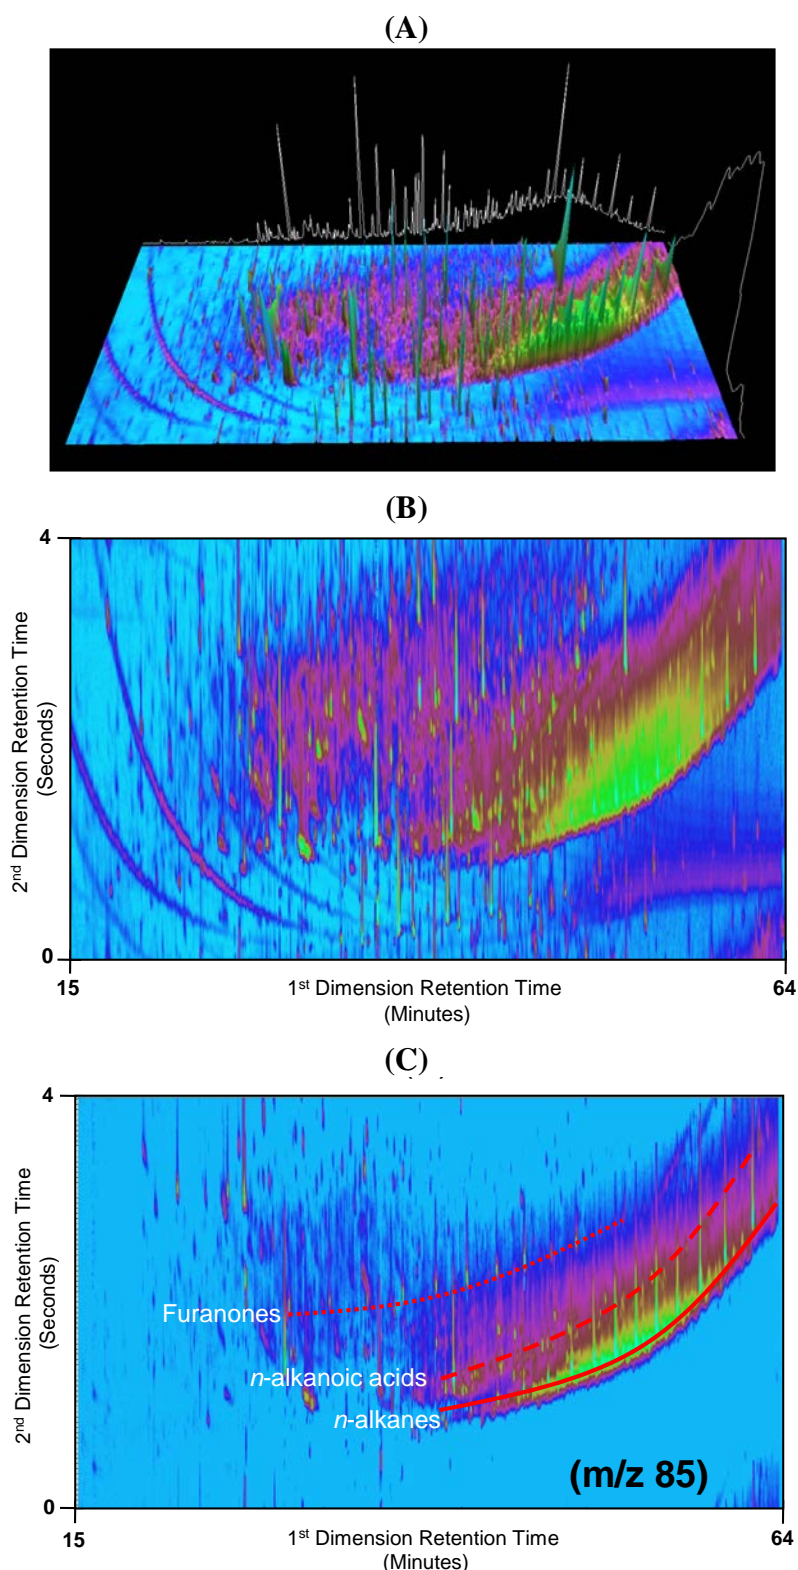 (A)
(B)
4
2nd Dimension Retention Time
(Seconds)
0
15
1st Dimension Retention Time
64
(Minutes)
(C)
4
2nd Dimension Retention Time
(Seconds)
Furanones
n-alkanoic acids
n-alkanes
(m/z 85)
0
15
1st Dimension Retention Time
64
(Minutes)